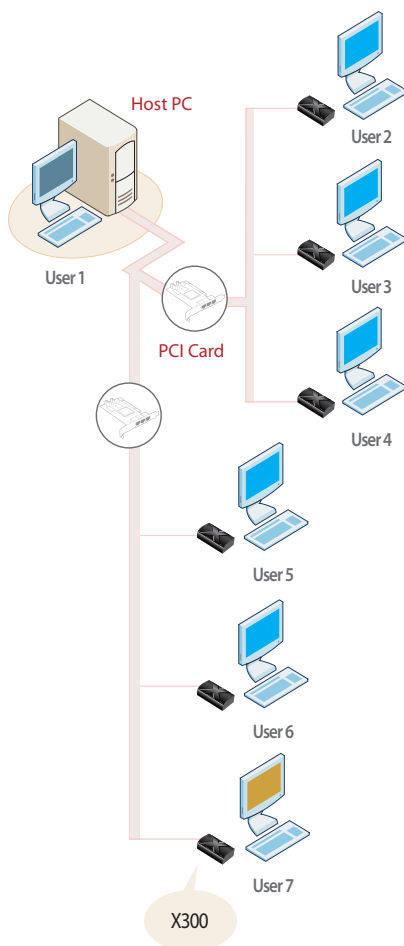 Host PC
User 1
User 2
User 3
PCI Card
User 4
User 5
User 6
User 7
X300